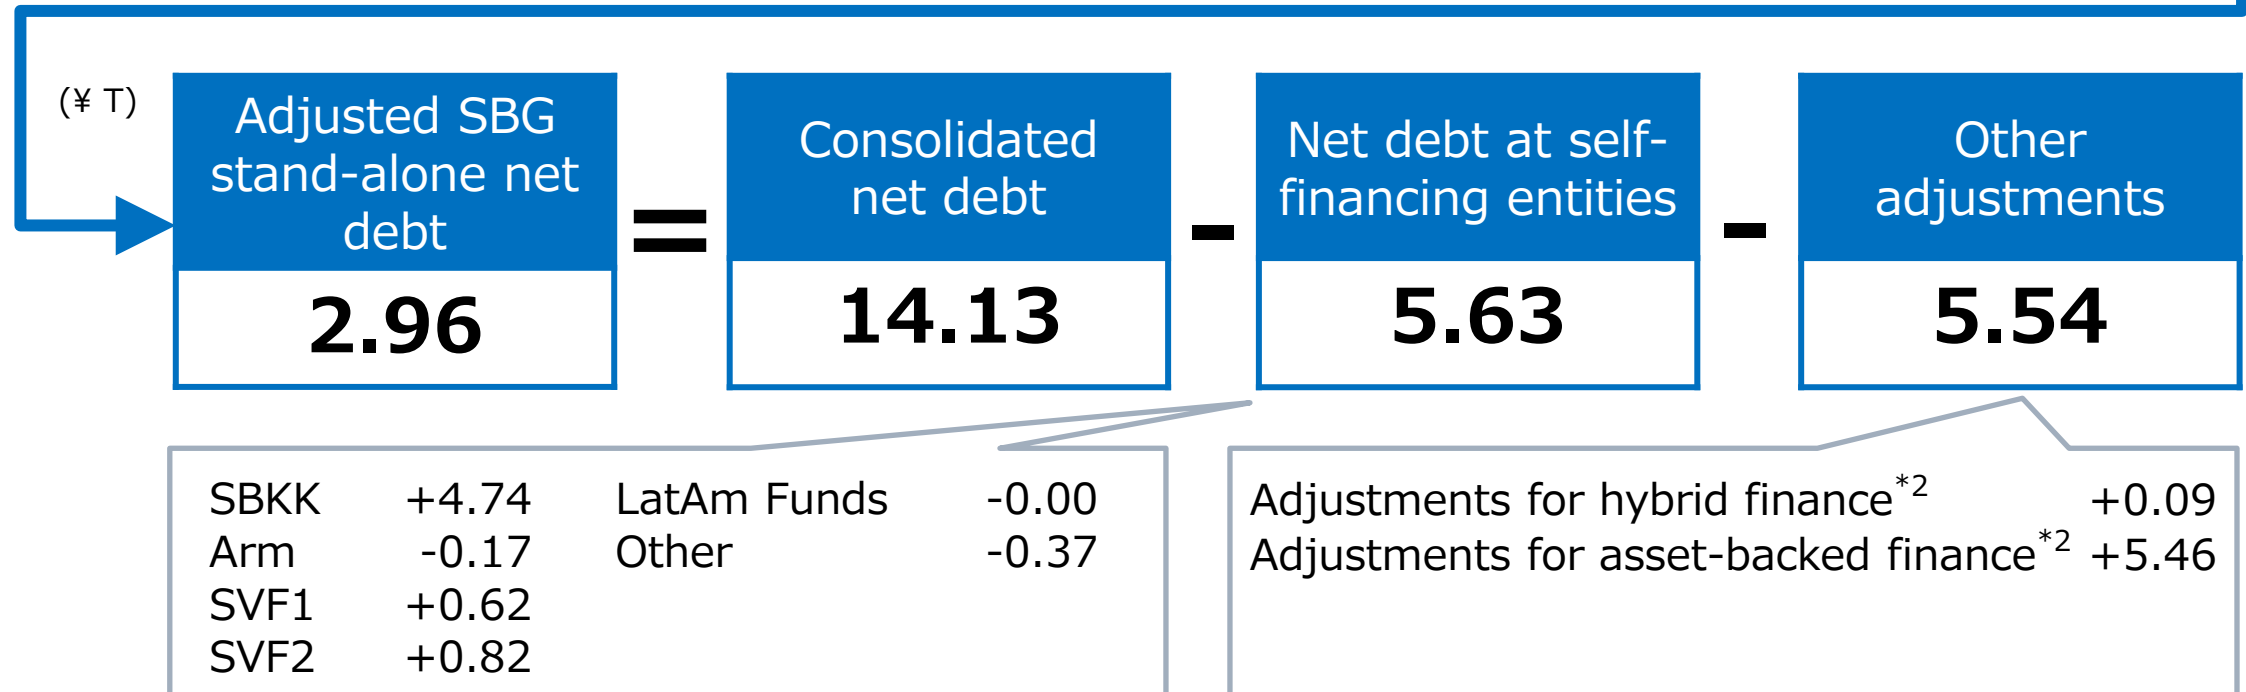 (¥ T)
Adjusted SBG
stand-alone net
debt
2.96
=
Consolidated
net debt
14.13
-
Net debt at self-
financing entities
5.63
-
Other
adjustments
5.54
SBKK +4.74 LatAm Funds -0.00
Arm -0.17 Other -0.37
SVF1 +0.62
SVF2 +0.82
Adjustments for hybrid finance*2 +0.09
Adjustments for asset-backed finance*2 +5.46